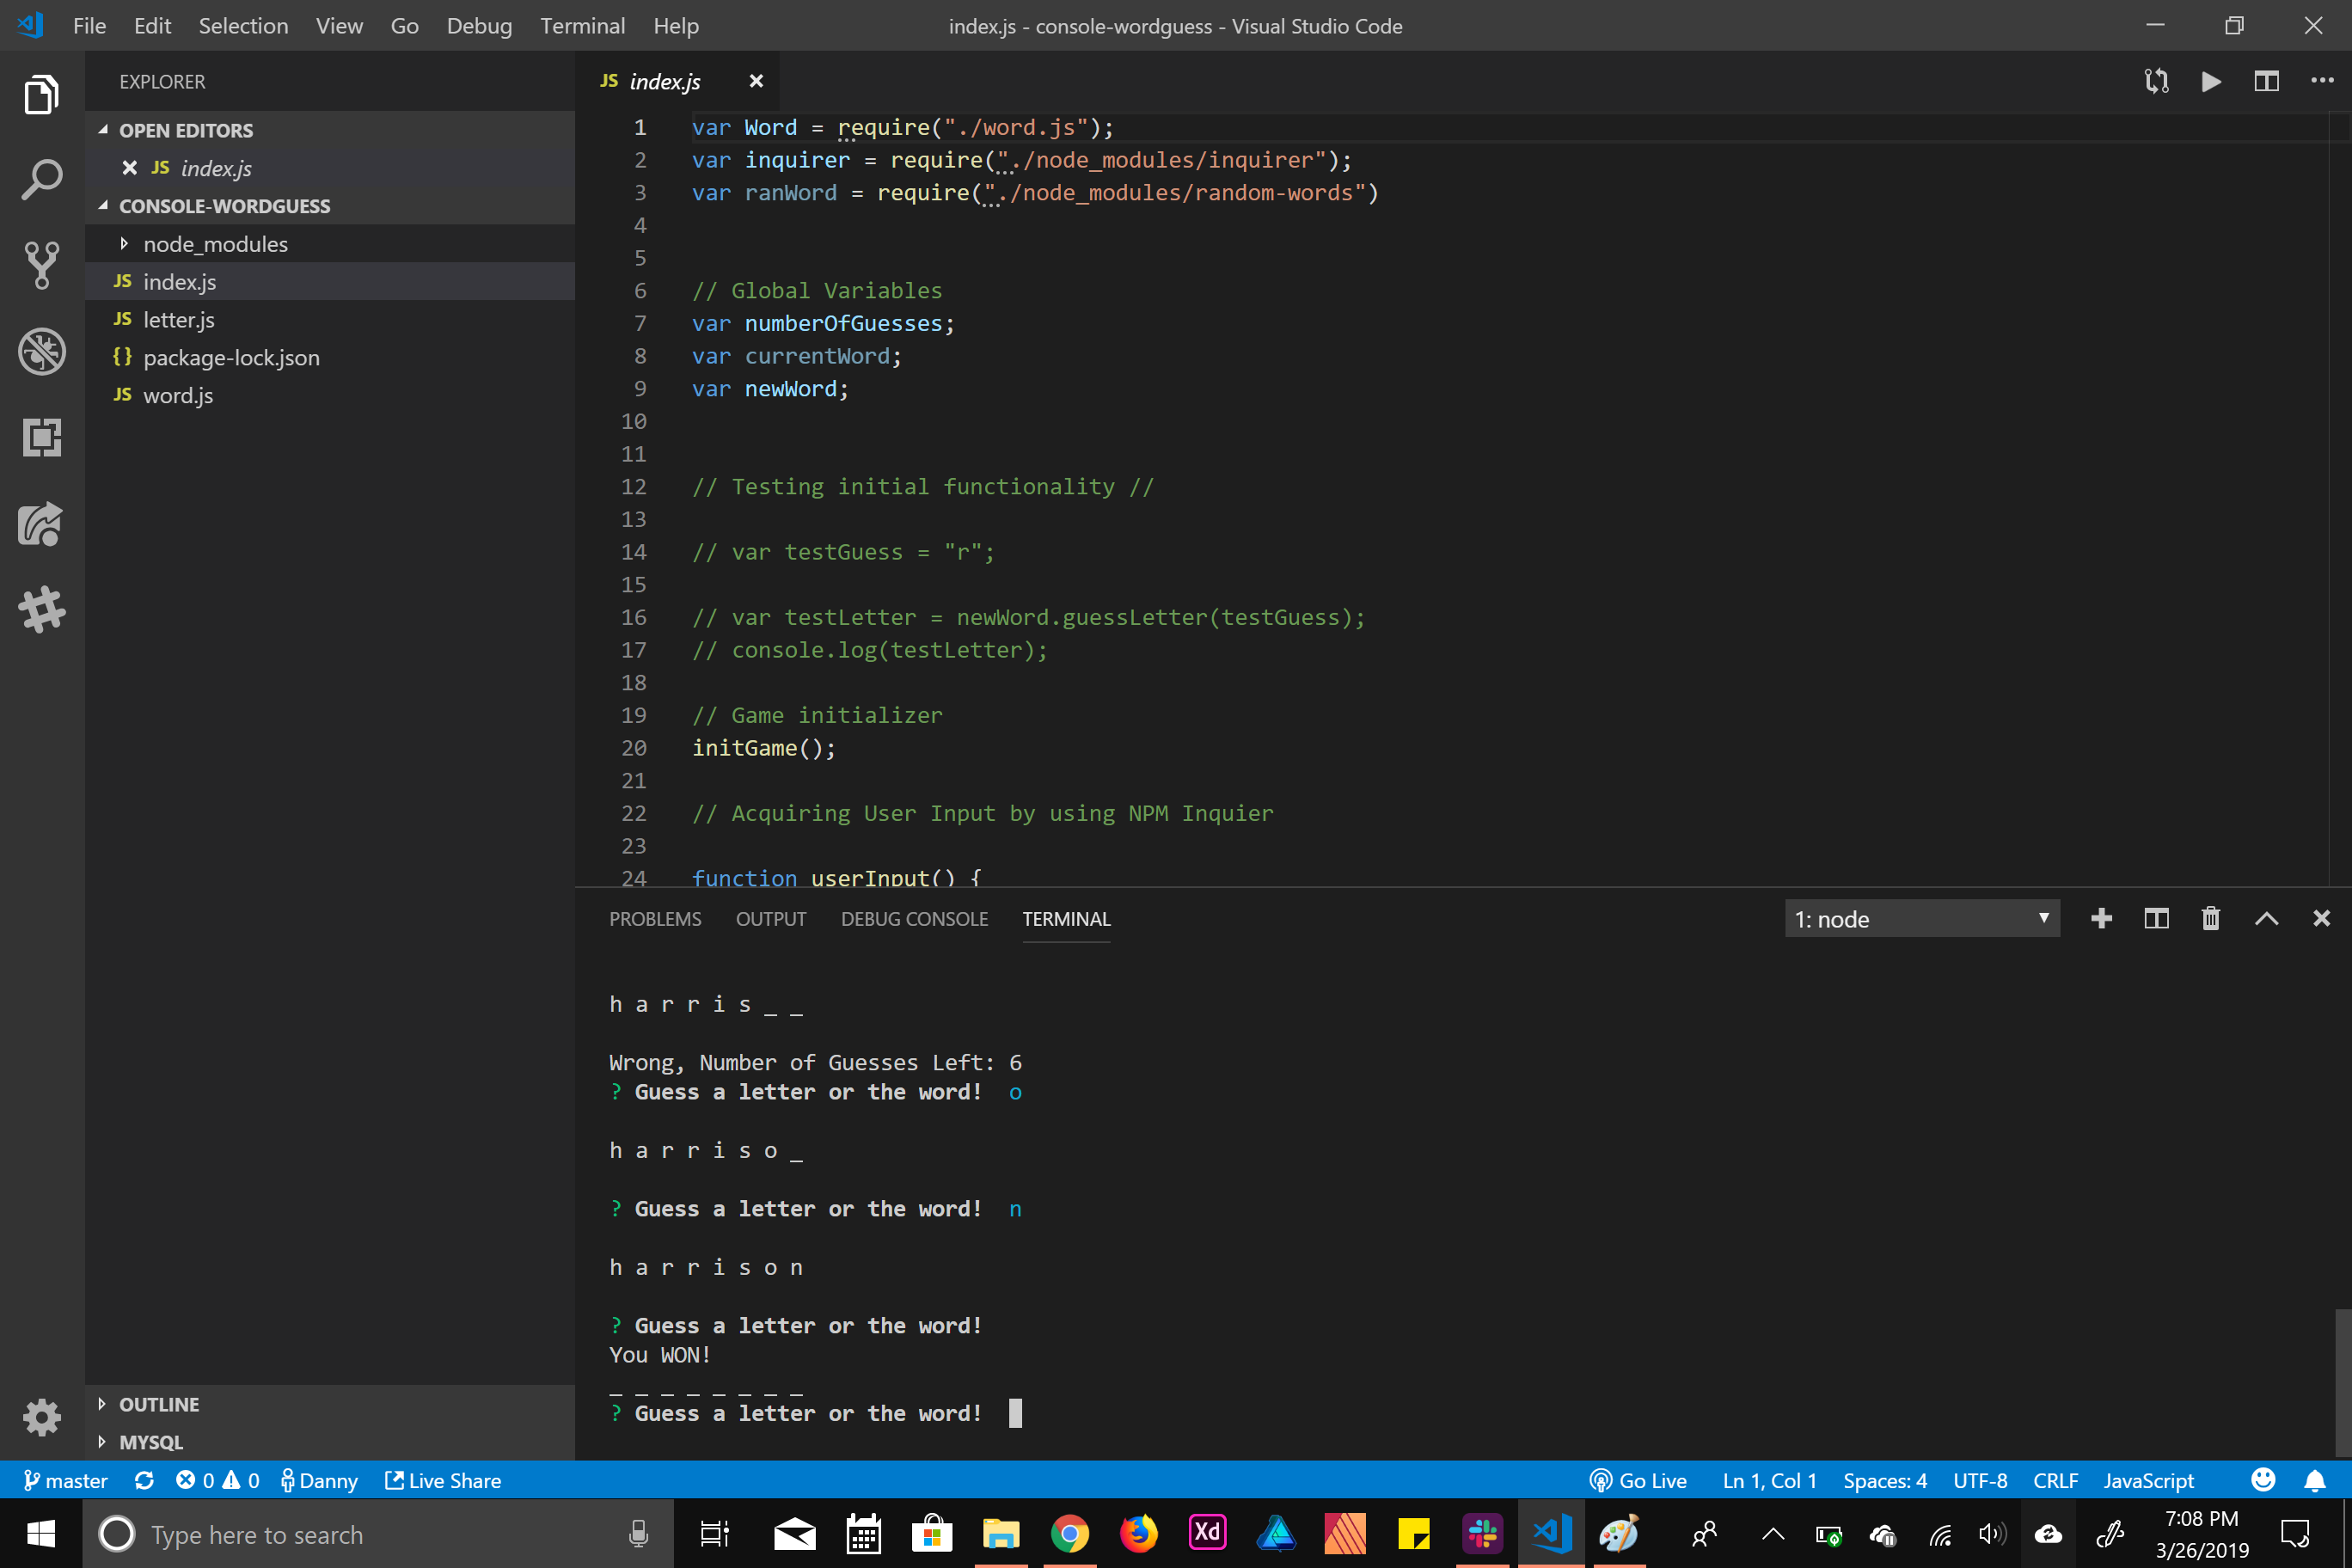 File Edit Selection View Go Debug Terminal Help
index.js - console-wordguess - Visual Studio Code
EXPLORER
OPEN EDITORS
JS index.js
CONSOLE-WORDGUESS
node_modules
JS index.js
JS letter.js
{} package-lock.json
JS word.js
OUTLINE
MYSQL
JS index.js
1 var Word = require("./word.js");
2 var inquirer = require("./node_modules/inquirer");
3 var ranWord = require("./node_modules/random-words")
4
5
6 // Global Variables
7 var numberOfGuesses;
8 var currentWord;
9 var newWord;
10
11
12 // Testing initial functionality //
13
14 // var testGuess = "r";
15
16 // var testLetter = newWord.guessLetter(testGuess);
17 // console.log(testLetter);
18
19 // Game initializer
20 initGame();
21
22 // Acquiring User Input by using NPM Inquier
23
24 function userInput() {
PROBLEMS OUTPUT DEBUG CONSOLE TERMINAL
1: node
h a r r i s _ _
Wrong, Number of Guesses Left: 6
? Guess a letter or the word! o
h a r r i s o _
? Guess a letter or the word! n
h a r r i s o n
? Guess a letter or the word!
You WON!
_ _ _ _ _ _ _ _
? Guess a letter or the word!
master 0 0 Danny Live Share
Go Live Ln 1, Col 1 Spaces: 4 UTF-8 CRLF JavaScript
Type here to search
Xd
7:08 PM
3/26/2019